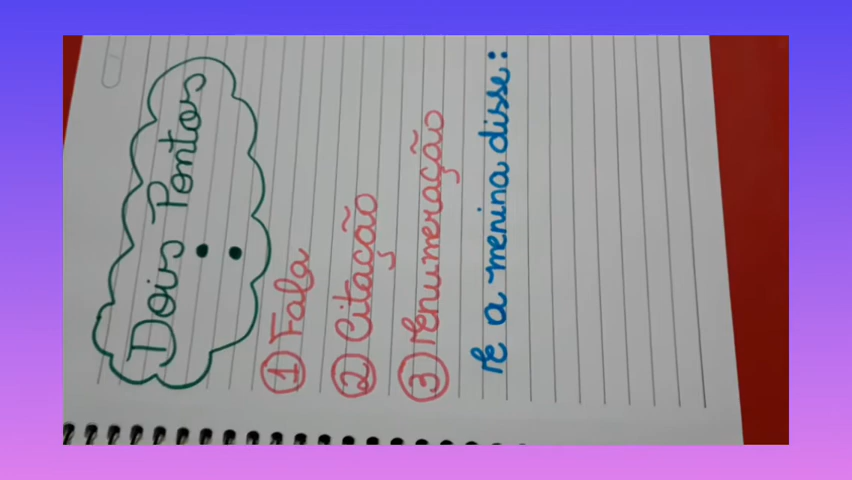 Dois Pontos
:
① Fala
② Citação
③ Enumeração
E a menina disse: